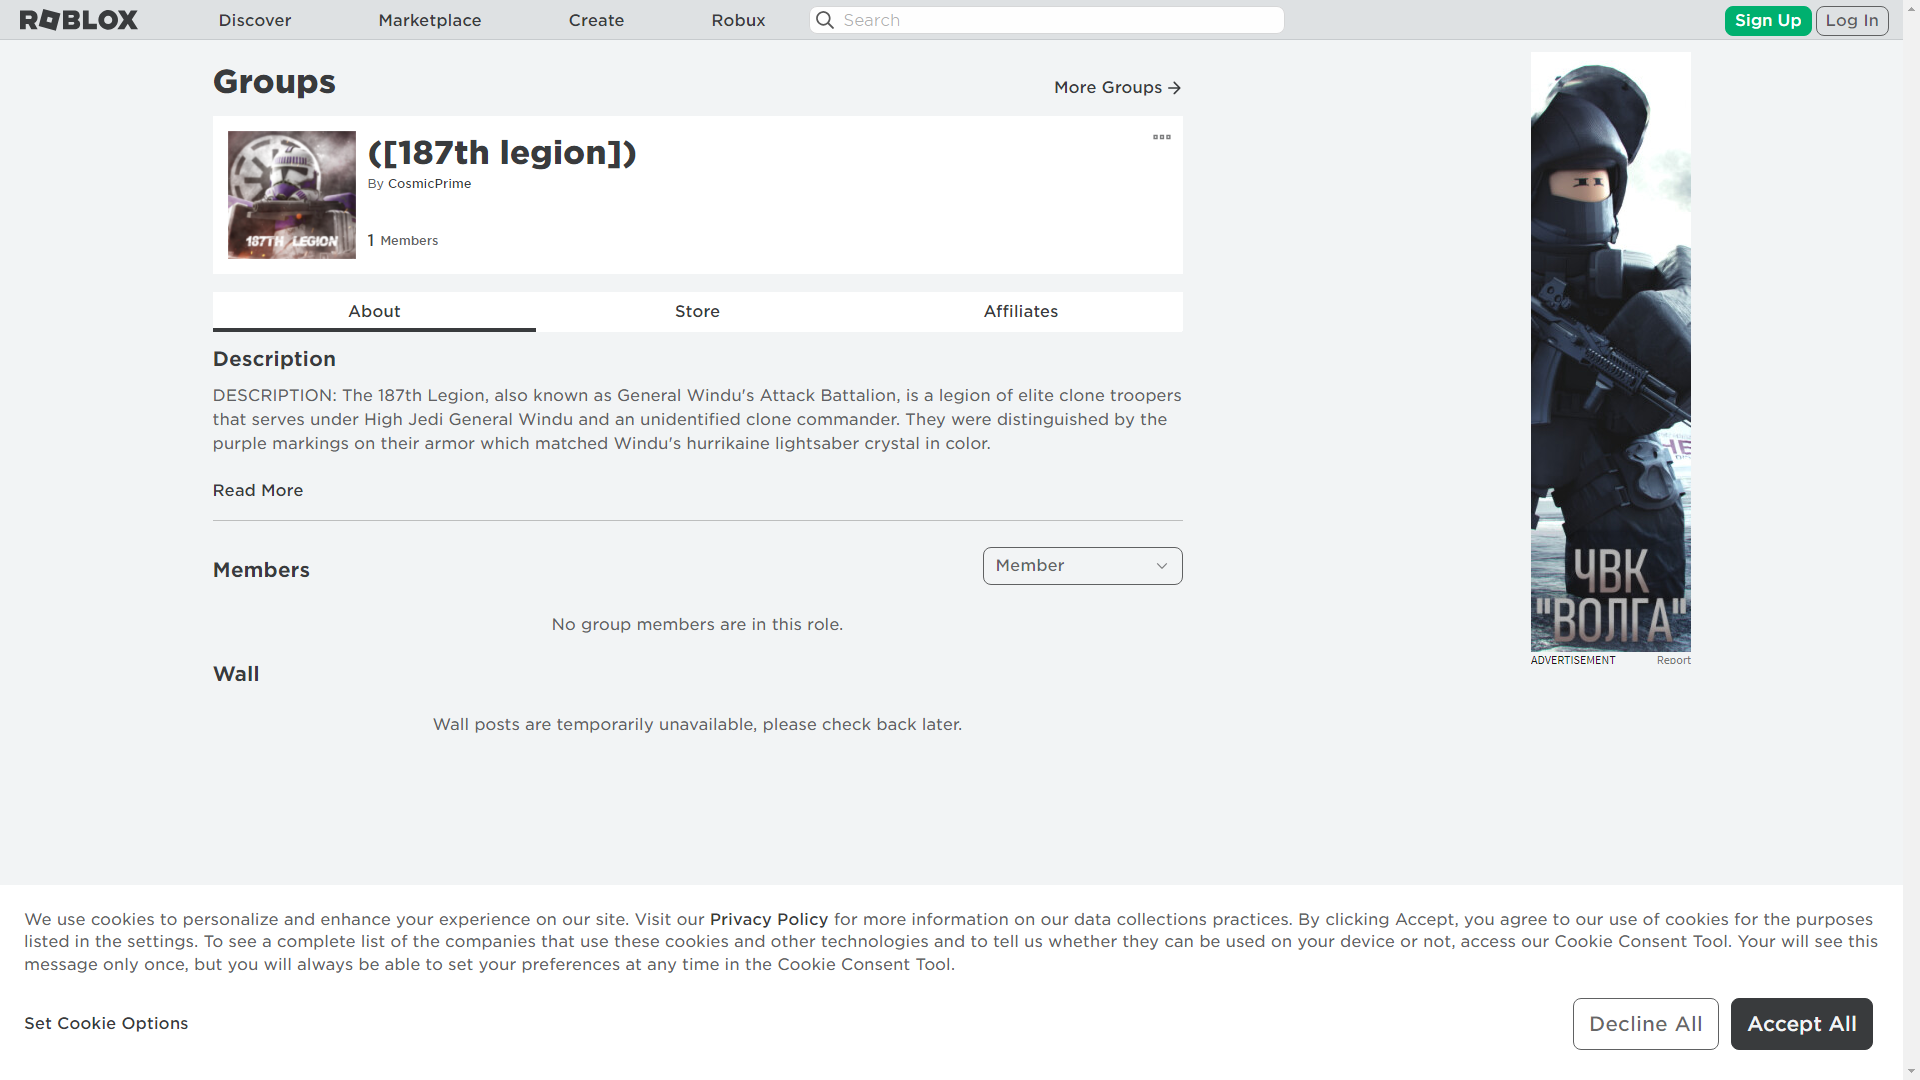 ROBLOX
Discover
Marketplace
Create
Robux
Search
Sign Up
Log In
Groups
More Groups
([187th legion])
By CosmicPrime
1 Members
187TH LEGION
About
Store
Affiliates
Description
DESCRIPTION: The 187th Legion, also known as General Windu's Attack Battalion, is a legion of elite clone troopers
that serves under High Jedi General Windu and an unidentified clone commander. They were distinguished by the
purple markings on their armor which matched Windu's hurrikaine lightsaber crystal in color.
Read More
Members
Member
No group members are in this role.
Wall
Wall posts are temporarily unavailable, please check back later.
ЧВК
"ВОЛГА"
ADVERTISEMENT
Report
We use cookies to personalize and enhance your experience on our site. Visit our Privacy Policy for more information on our data collections practices. By clicking Accept, you agree to our use of cookies for the purposes
listed in the settings. To see a complete list of the companies that use these cookies and other technologies and to tell us whether they can be used on your device or not, access our Cookie Consent Tool. Your will see this
message only once, but you will always be able to set your preferences at any time in the Cookie Consent Tool.
Set Cookie Options
Decline All
Accept All